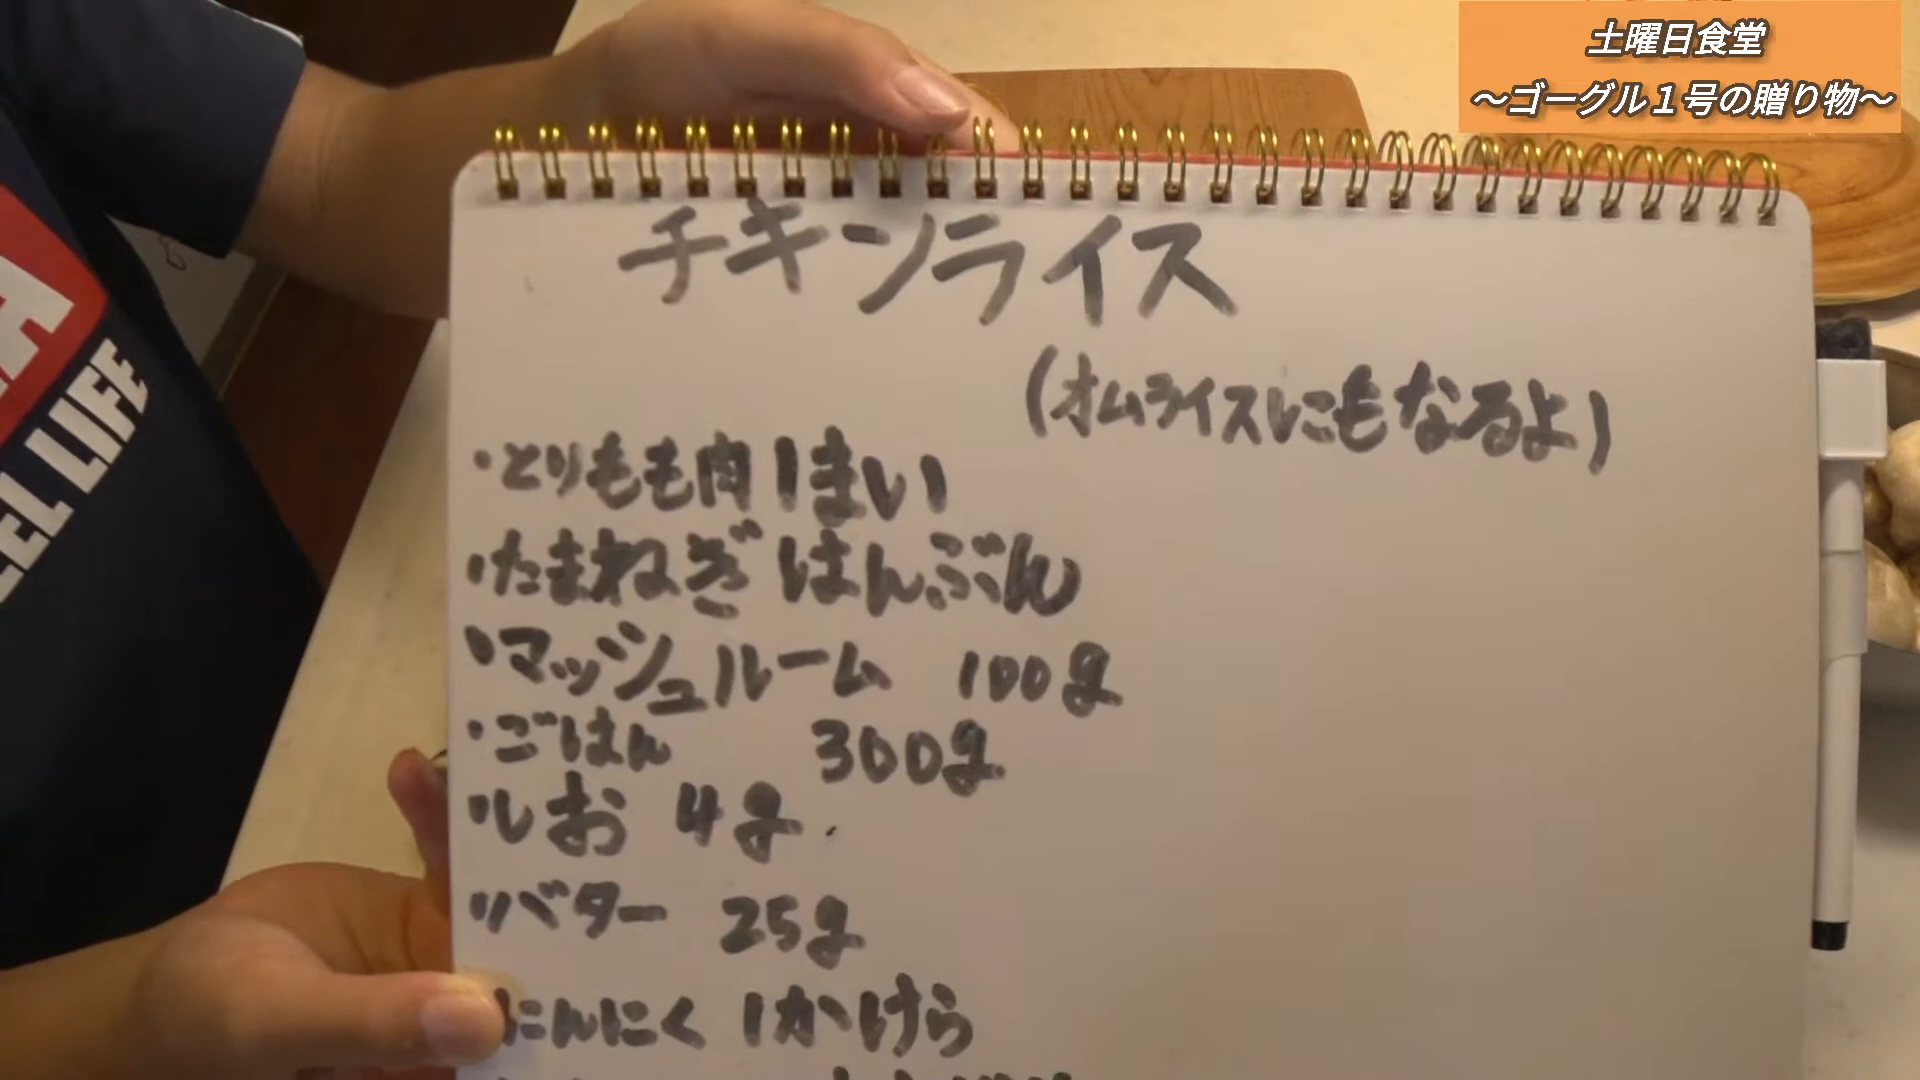 土曜日食堂
～ゴーグル１号の贈り物～
チキンライス
(オムライスにもなるよ)
・とりもも肉 1まい
・たまねぎ はんぶん
・マッシュルーム 100g
・ごはん 300g
・しお 4g
・バター 25g
にんにく 1かけら
A
EEL LIFE